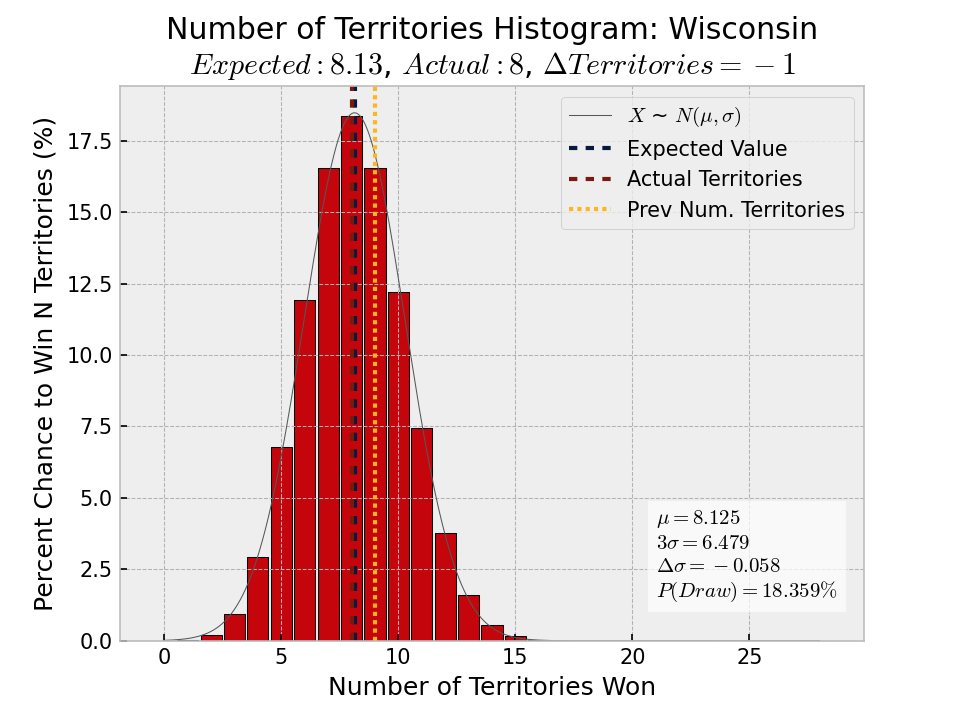 Number of Territories Histogram: Wisconsin
Expected : 8.13, Actual : 8, ΔTerritories = −1
Percent Chance to Win N Territories (%)
17.5
15.0
12.5
10.0
7.5
5.0
2.5
0.0
X ~ N(μ, σ)
Expected Value
Actual Territories
Prev Num. Territories
μ = 8.125
3σ = 6.479
Δσ = −0.058
P(Draw) = 18.359%
0 5 10 15 20 25
Number of Territories Won